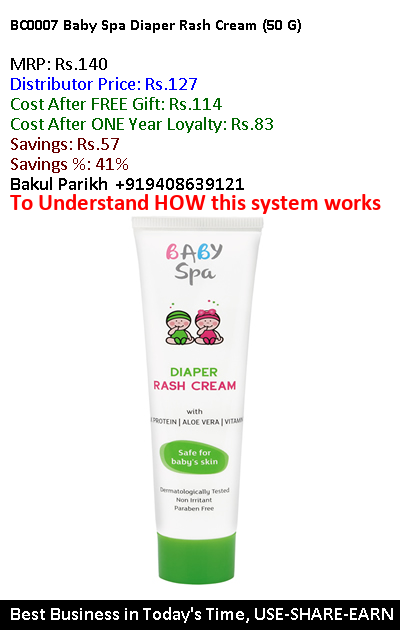 BC0007 Baby Spa Diaper Rash Cream (50 G)
MRP: Rs.140
Distributor Price: Rs.127
Cost After FREE Gift: Rs.114
Cost After ONE Year Loyalty: Rs.83
Savings: Rs.57
Savings %: 41%
Bakul Parikh +919408639121
To Understand HOW this system works
BABY
Spa
DIAPER
RASH CREAM
with
PROTEIN | ALOE VERA | VITAMI
Safe for
baby's skin
Dermatologically Tested
Non Irritant
Paraben Free
Best Business in Today's Time, USE-SHARE-EARN